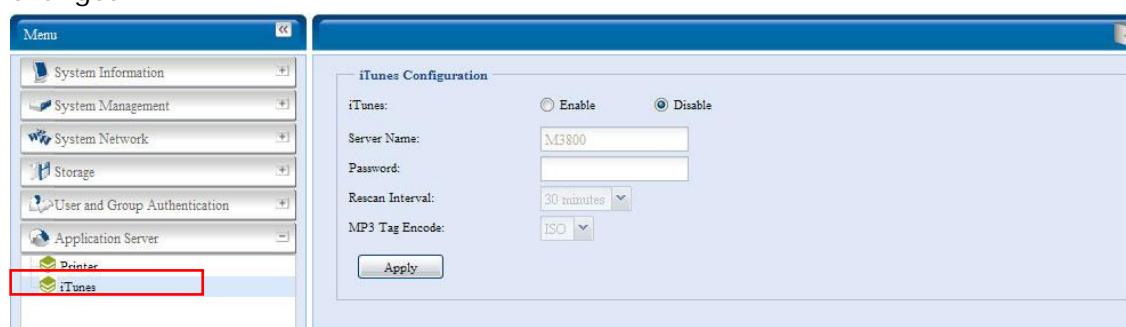 Menu
System Information
System Management
System Network
Storage
User and Group Authentication
Application Server
Printer
iTunes
iTunes Configuration
iTunes: Enable Disable
Server Name: M3800
Password:
Rescan Interval: 30 minutes
MP3 Tag Encode: ISO
Apply